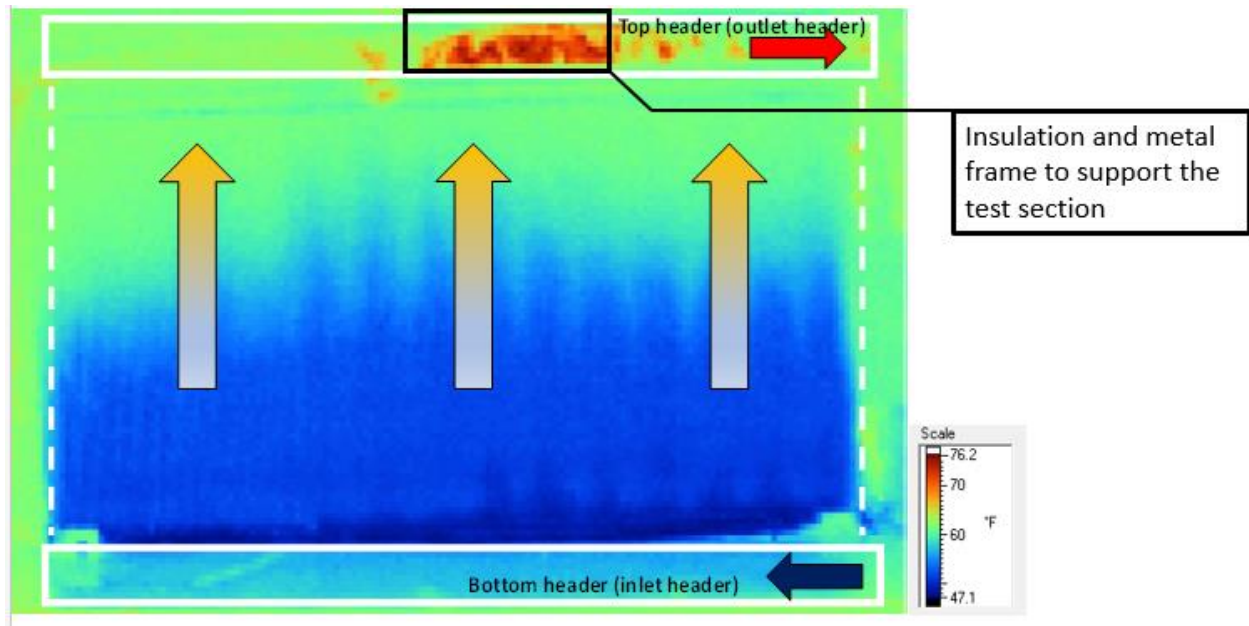 Top header (outlet header)
Insulation and metal
frame to support the
test section
Scale
76.2
70
60
°F
47.1
Bottom header (inlet header)